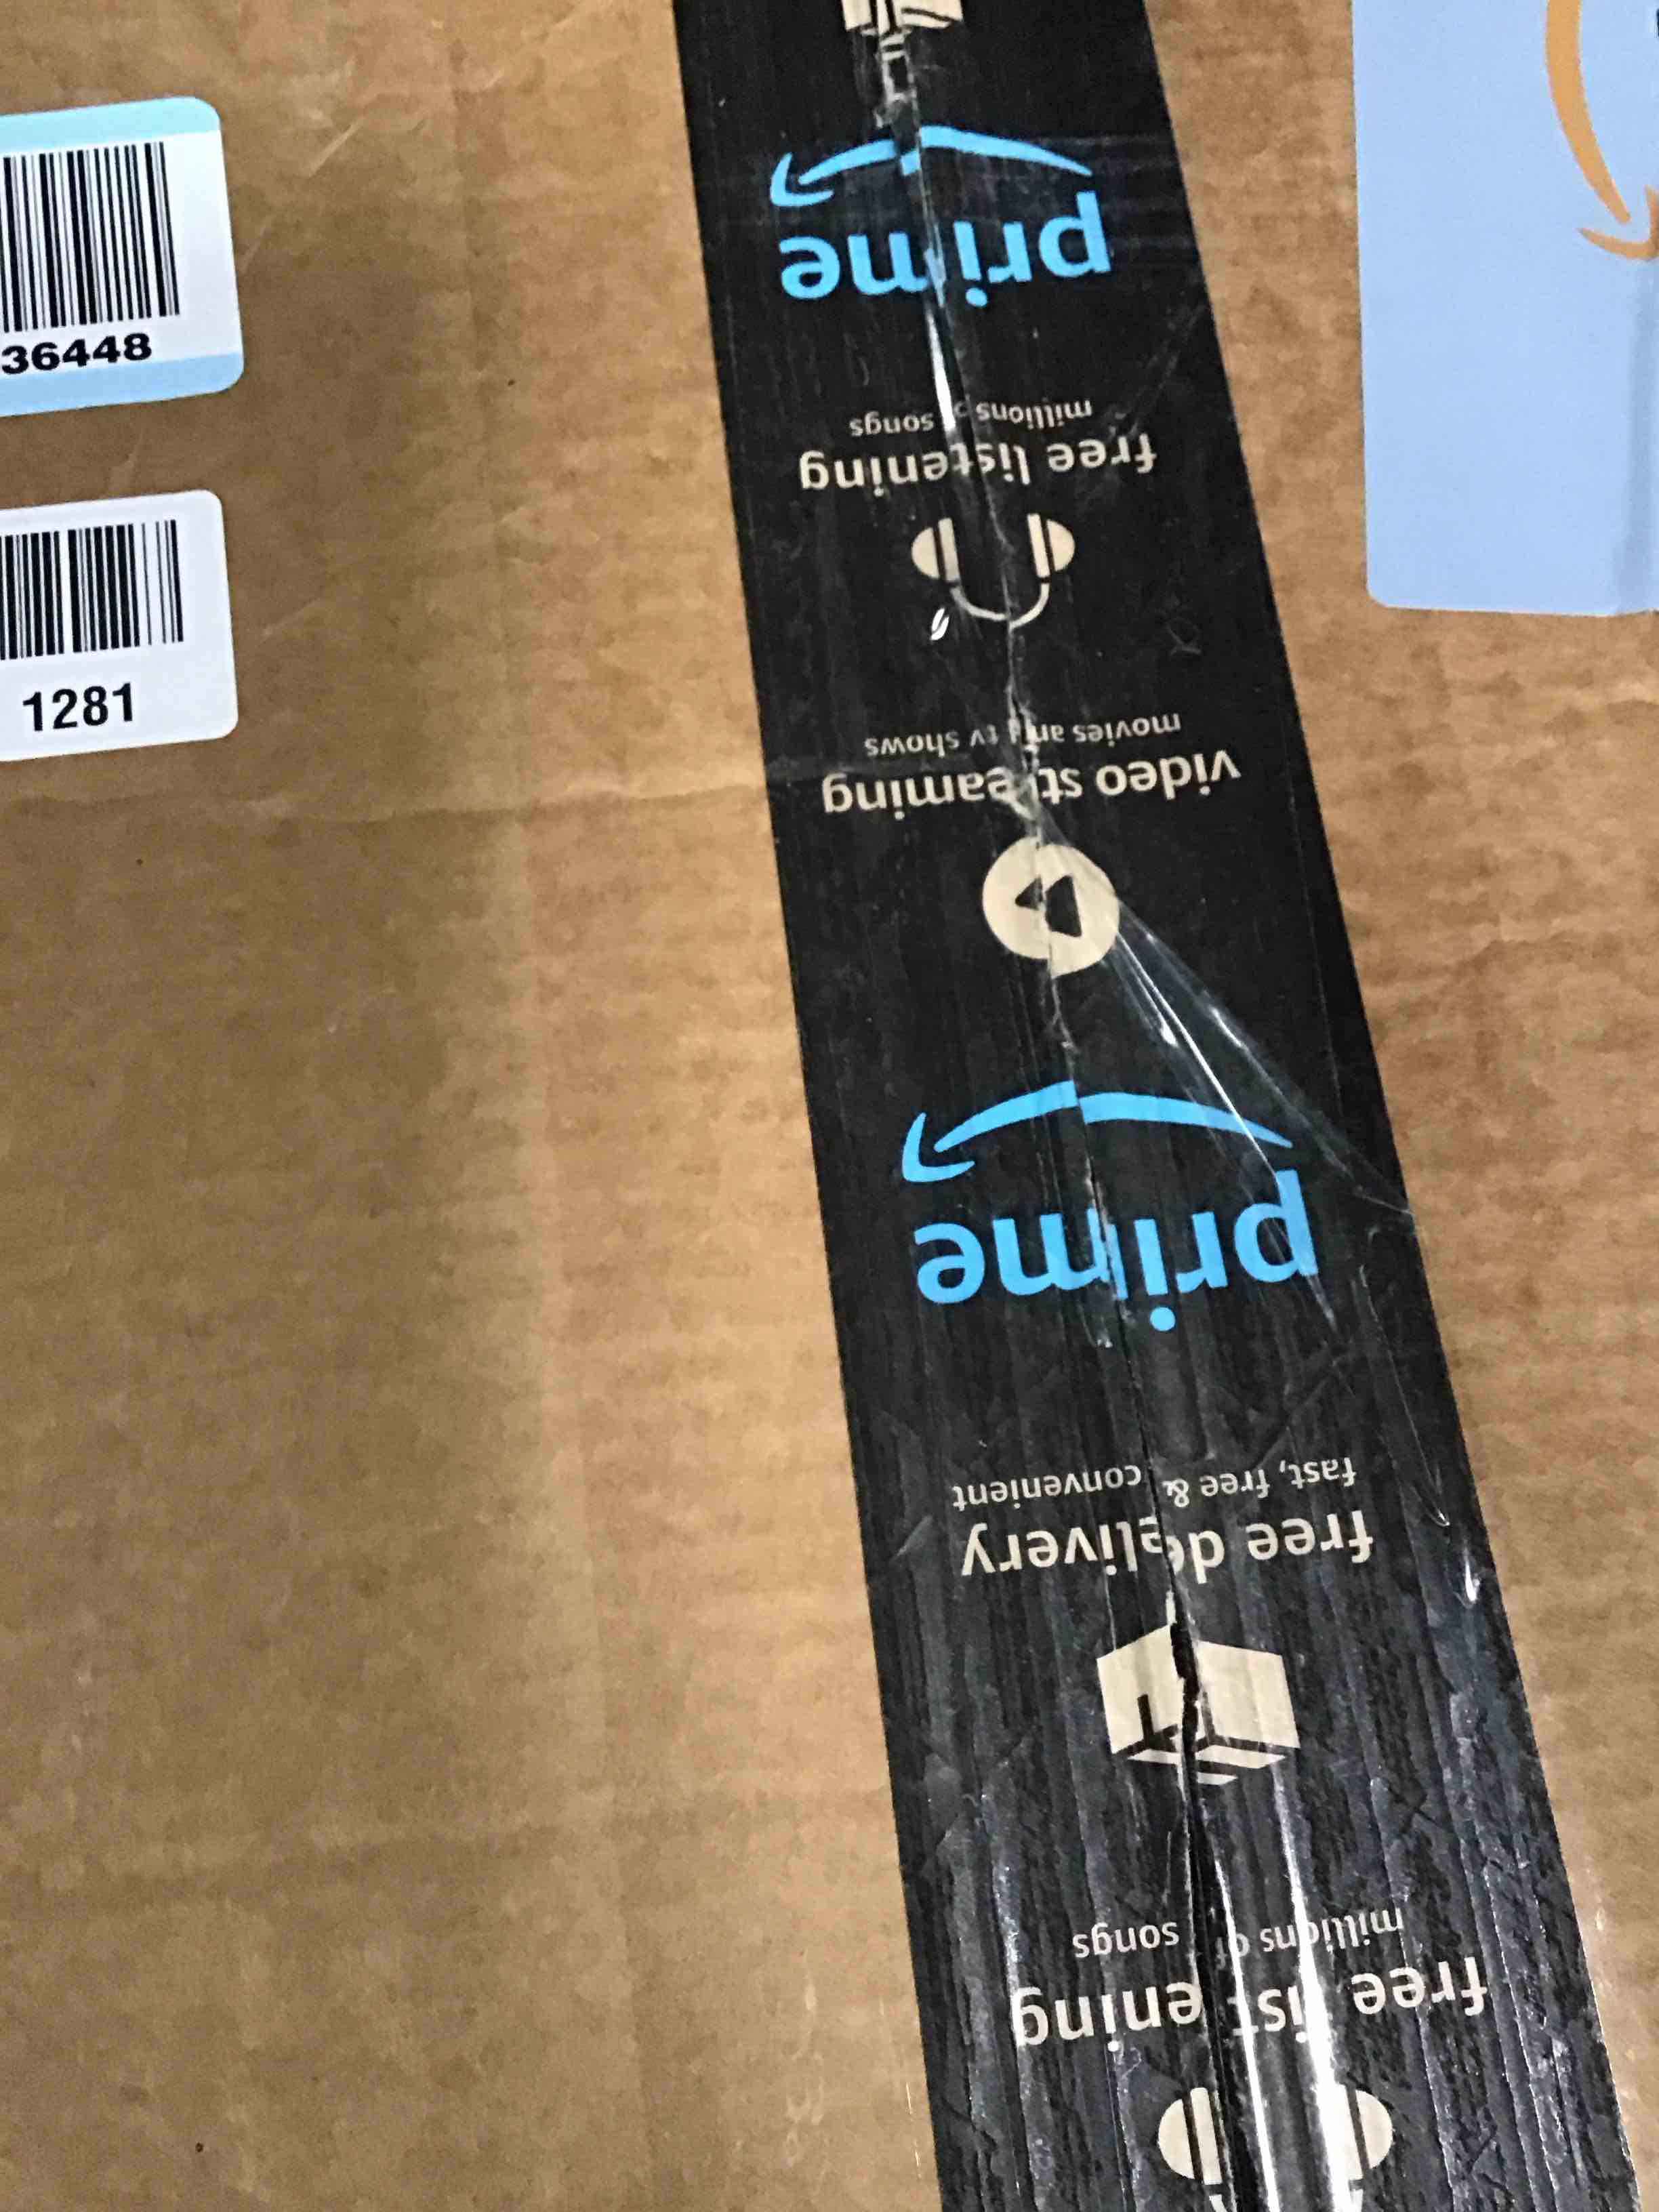 36448
1281
free listening
millions of songs
free delivery
fast, free & convenient
prime
video streaming
movies and tv shows
free listening
millions of songs
prime